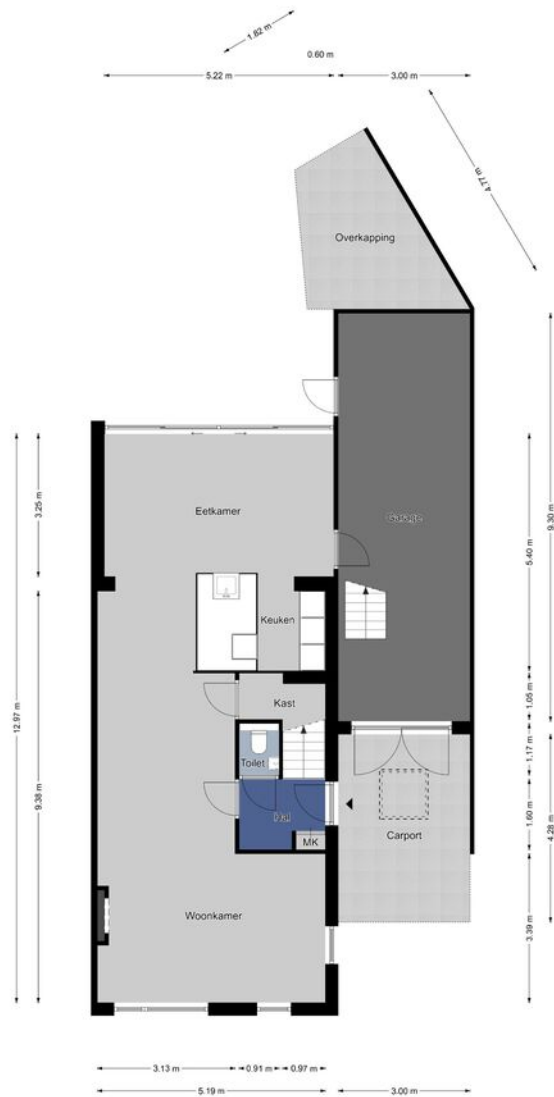 1.82 m
0.60 m
5.22 m
3.00 m
4.77 m
Overkapping
Eetkamer
Garage
Keuken
Kast
Toilet
Hal
MK
Carport
Woonkamer
12.97 m
3.25 m
9.38 m
5.40 m
1.05 m
1.17 m
1.60 m
3.39 m
9.30 m
4.28 m
3.13 m
0.91 m
0.97 m
5.19 m
3.00 m